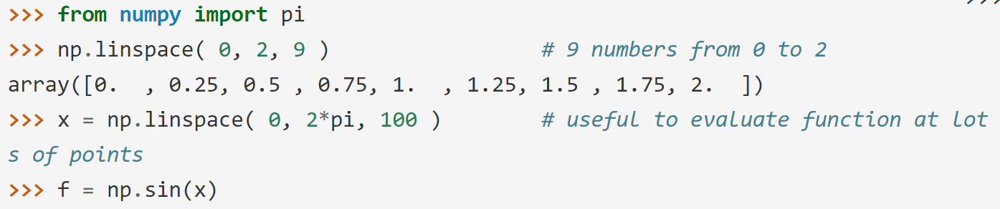 >>> from numpy import pi
>>> np.linspace( 0, 2, 9 )                 # 9 numbers from 0 to 2
array([0.  , 0.25, 0.5 , 0.75, 1.  , 1.25, 1.5 , 1.75, 2.  ])
>>> x = np.linspace( 0, 2*pi, 100 )        # useful to evaluate function at lot
s of points
>>> f = np.sin(x)